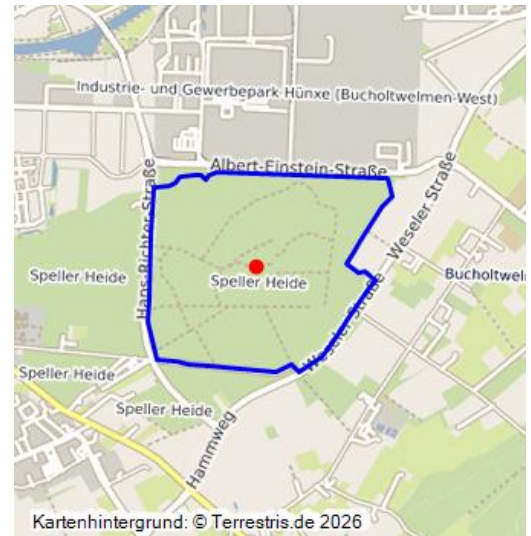 Industrie- und Gewerbepark Hünxe (Bucholtwelmen-West)
Albert-Einstein-Straße
Weseler Straße
Hans-Richter-Straße
Speller Heide
Speller Heide
Bucholtwelmen
Weseler Straße
Speller Heide
Speller Heide
Hammweg
Kartenhintergrund: © Terrestris.de 2026